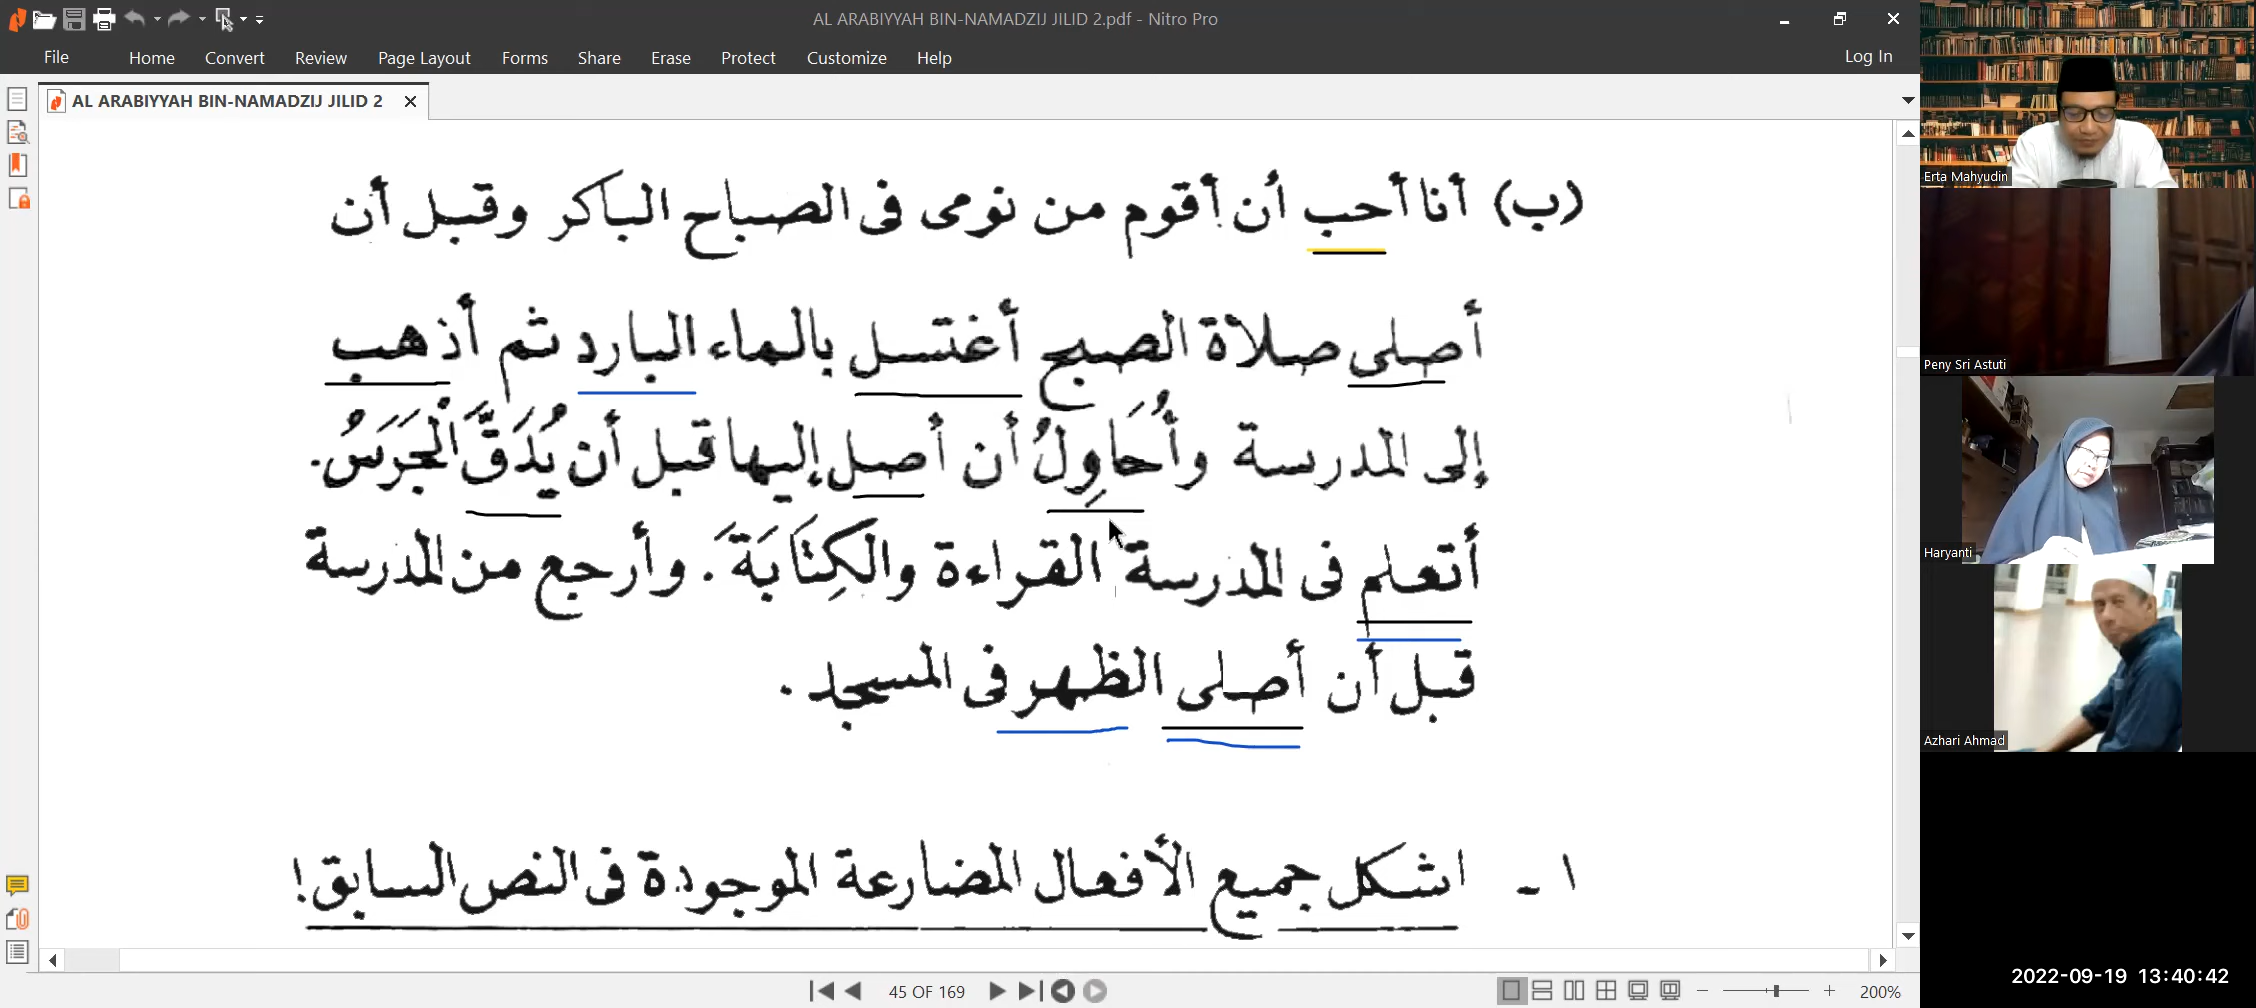 AL ARABIYYAH BIN-NAMADZIJ JILID 2.pdf - Nitro Pro
File Home Convert Review Page Layout Forms Share Erase Protect Customize Help Log In
AL ARABIYYAH BIN-NAMADZIJ JILID 2
(ب) أنا أحب أن أقوم من نومى فى الصباح الباكر وقبل أن
أصلى صلاة الصبح أغتسل بالماء البارد ثم أذهب
إلى المدرسة وأُحَاوِلُ أن أصل إليها قبل أن يُدَقَّ الْجَرَسُ.
أتعلم فى المدرسة القراءة والكِتَابَةَ. وأرجع من المدرسة
قبل أن أصلى الظهر فى المسجد.
١- اشكل جميع الأفعال المضارعة الموجودة فى النص السابق!
45 OF 169
200%
Erta Mahyudin
Peny Sri Astuti
Haryanti
Azhari Ahmad
2022-09-19 13:40:42